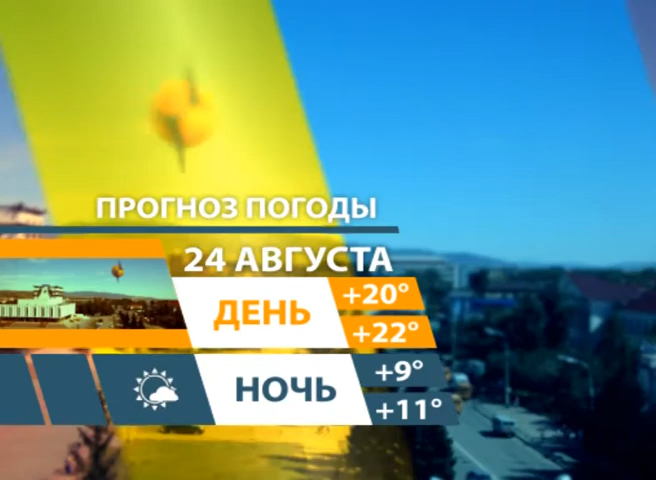 ПРОГНОЗ ПОГОДЫ
24 АВГУСТА
ДЕНЬ
+20°
+22°
НОЧЬ
+9°
+11°